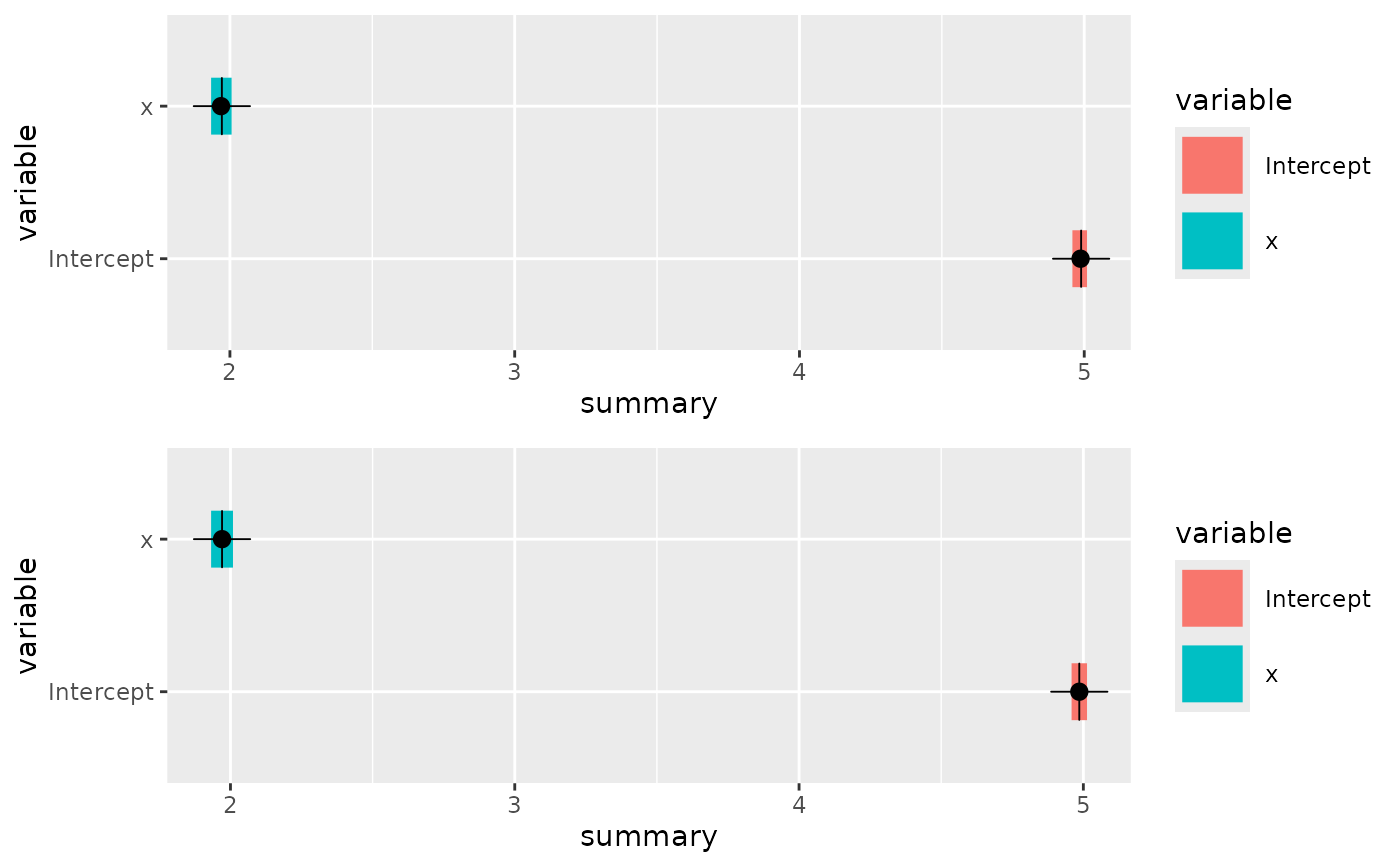 variable
x
Intercept
2 3 4 5
summary
variable
Intercept
x
variable
x
Intercept
2 3 4 5
summary
variable
Intercept
x